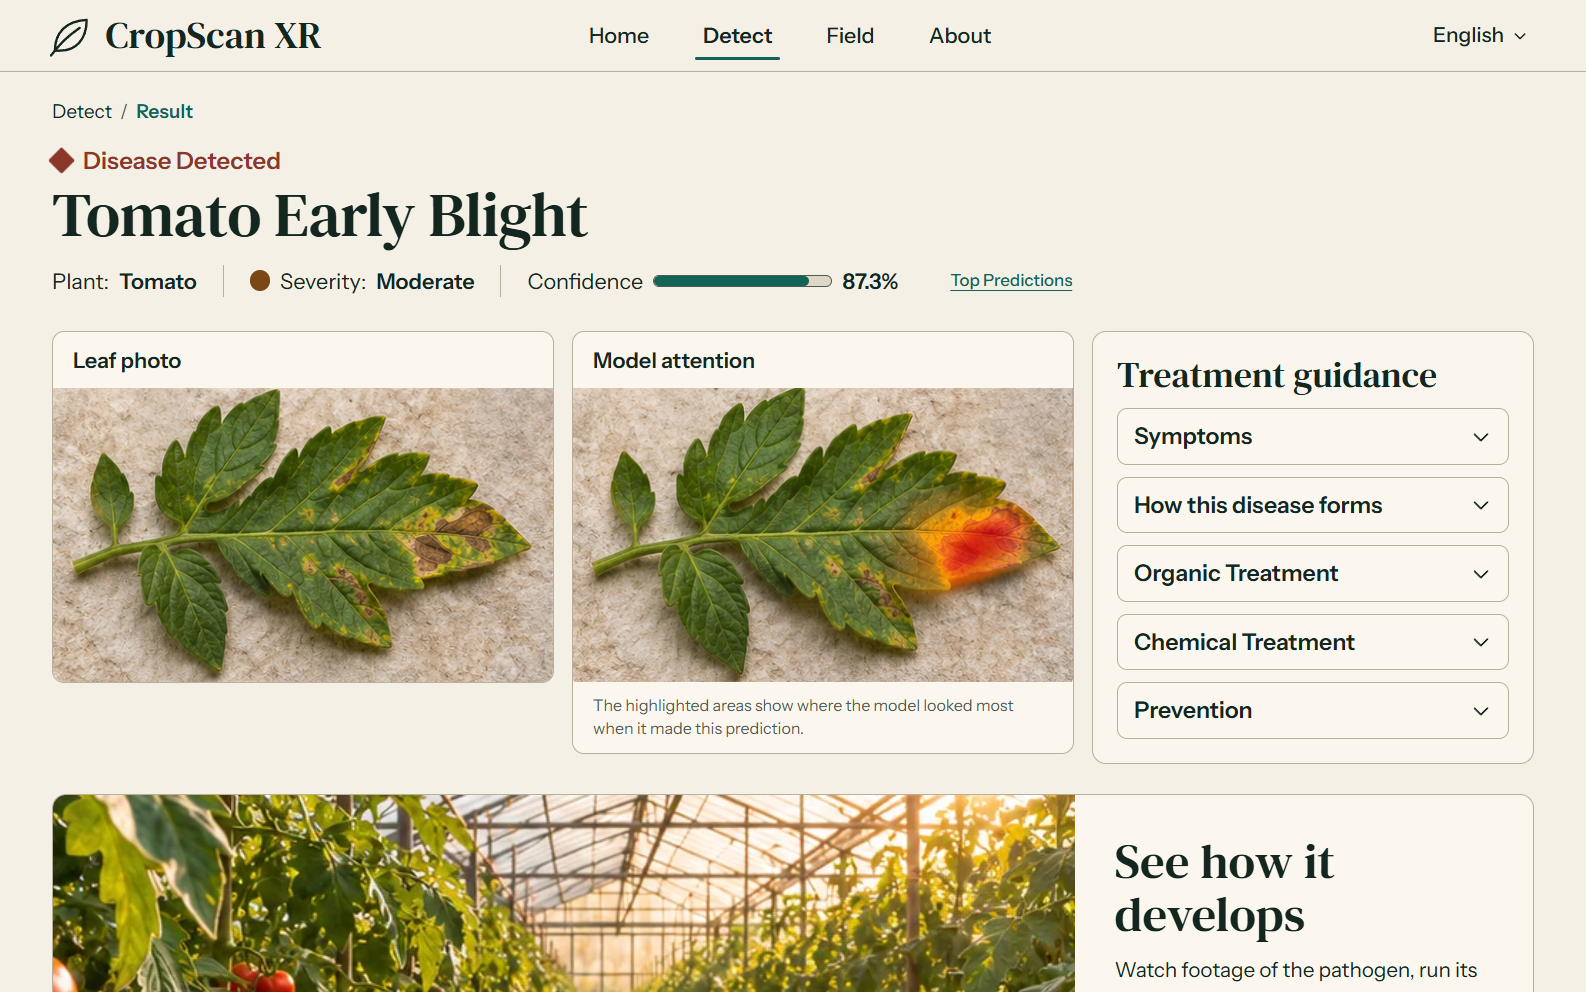 CropScan XR
Home
Detect
Field
About
English
Detect / Result
Disease Detected
Tomato Early Blight
Plant: Tomato
Severity: Moderate
Confidence
87.3%
Top Predictions
Leaf photo
Model attention
The highlighted areas show where the model looked most
when it made this prediction.
Treatment guidance
Symptoms
How this disease forms
Organic Treatment
Chemical Treatment
Prevention
See how it
develops
Watch footage of the pathogen, run its